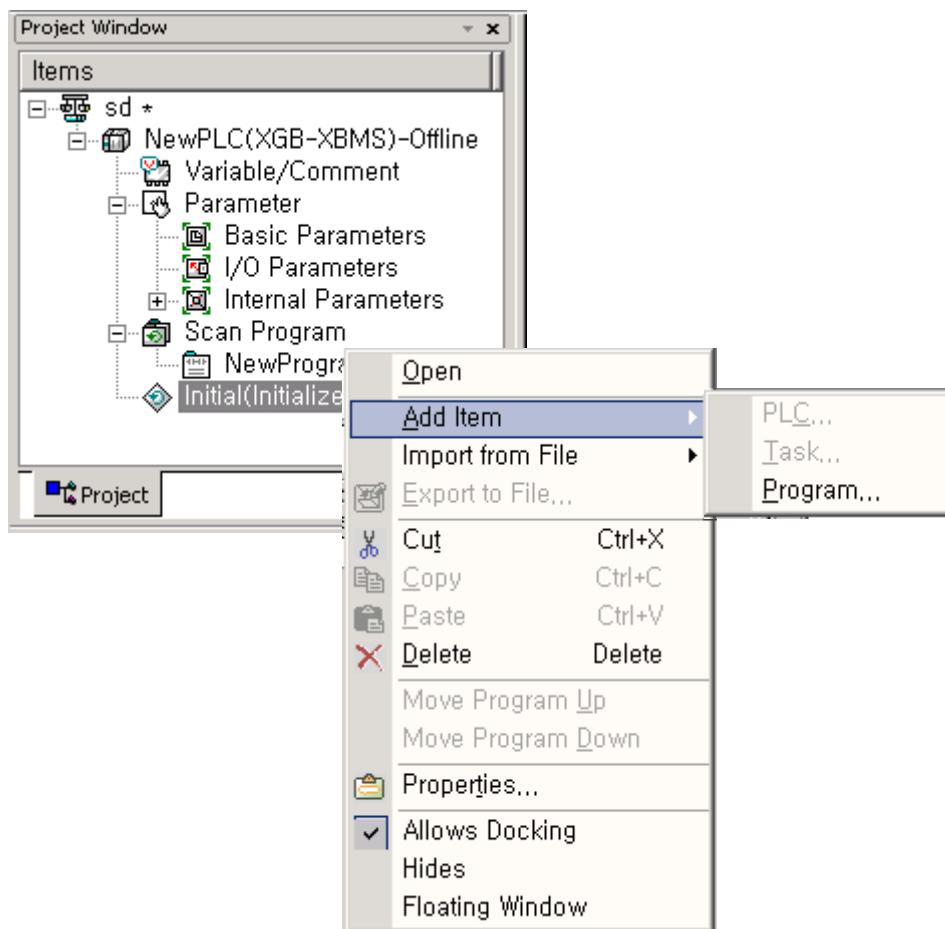 Project Window
Items
sd *
NewPLC(XGB-XBMS)-Offline
Variable/Comment
Parameter
Basic Parameters
I/O Parameters
Internal Parameters
Scan Program
NewProgra
Initial(Initialize
Project
Open
Add Item
Import from File
Export to File...
Cut Ctrl+X
Copy Ctrl+C
Paste Ctrl+V
Delete Delete
Move Program Up
Move Program Down
Properties...
Allows Docking
Hides
Floating Window
PLC...
Task...
Program...